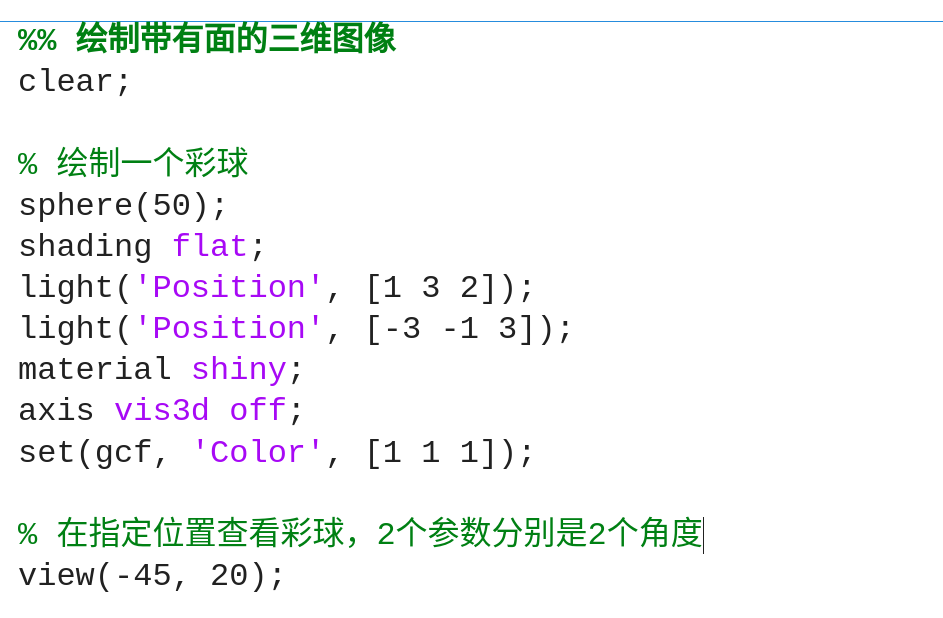 %% 绘制带有面的三维图像
clear;
% 绘制一个彩球
sphere(50);
shading flat;
light('Position', [1 3 2]);
light('Position', [-3 -1 3]);
material shiny;
axis vis3d off;
set(gcf, 'Color', [1 1 1]);
% 在指定位置查看彩球，2个参数分别是2个角度
view(-45, 20);